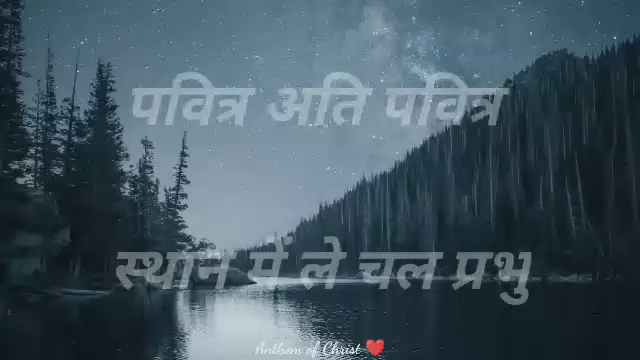 पवित्र अति पवित्र
स्थान में ले चल प्रभु
Anthem of Christ ❤️